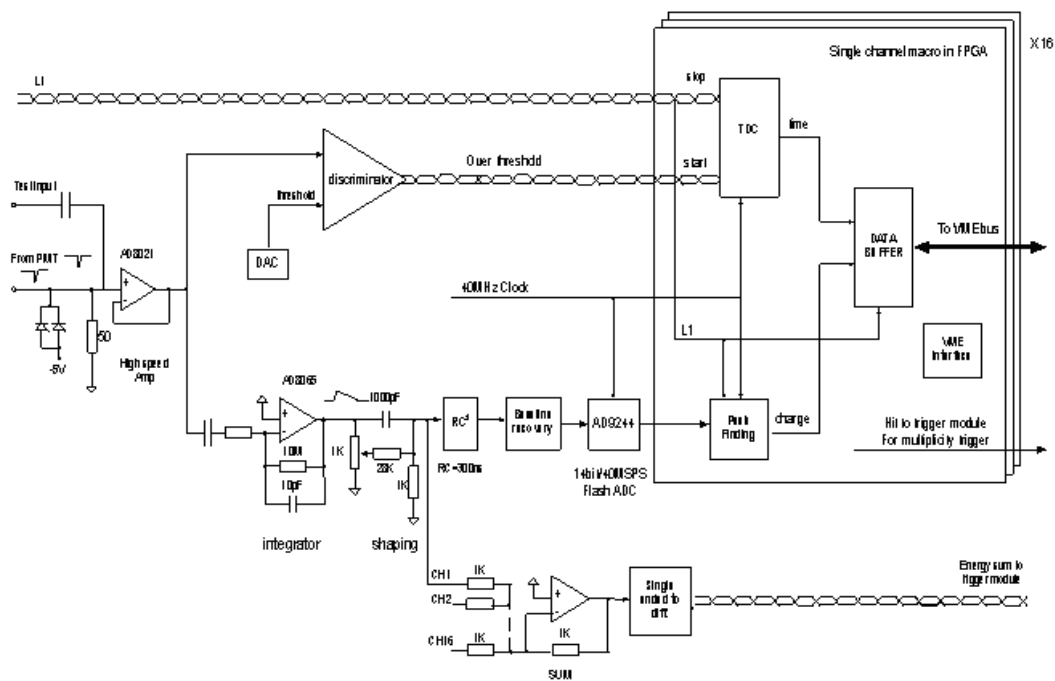 X16
Single channel macro in FPGA
L1
stop
TDC
time
Over threshold
start
discriminator
Test Input
threshold
DAC
AD8021
From PMT
DATA
BUFFER
To VMEbus
40MHz Clock
50
-5V
High speed
Amp
L1
VME
Interface
AD8065
1000pF
RC⁴
Baseline
recovery
AD9244
Peak
Finding
charge
Hit to trigger module
For multiplicity trigger
10M
10pF
1K
28K
1K
RC=300ns
14bit/40MSPS
Flash ADC
integrator
shaping
CH1
1K
CH2
CH16
1K
1K
SUM
Single
ended to
diff.
Energy sum to
trigger module